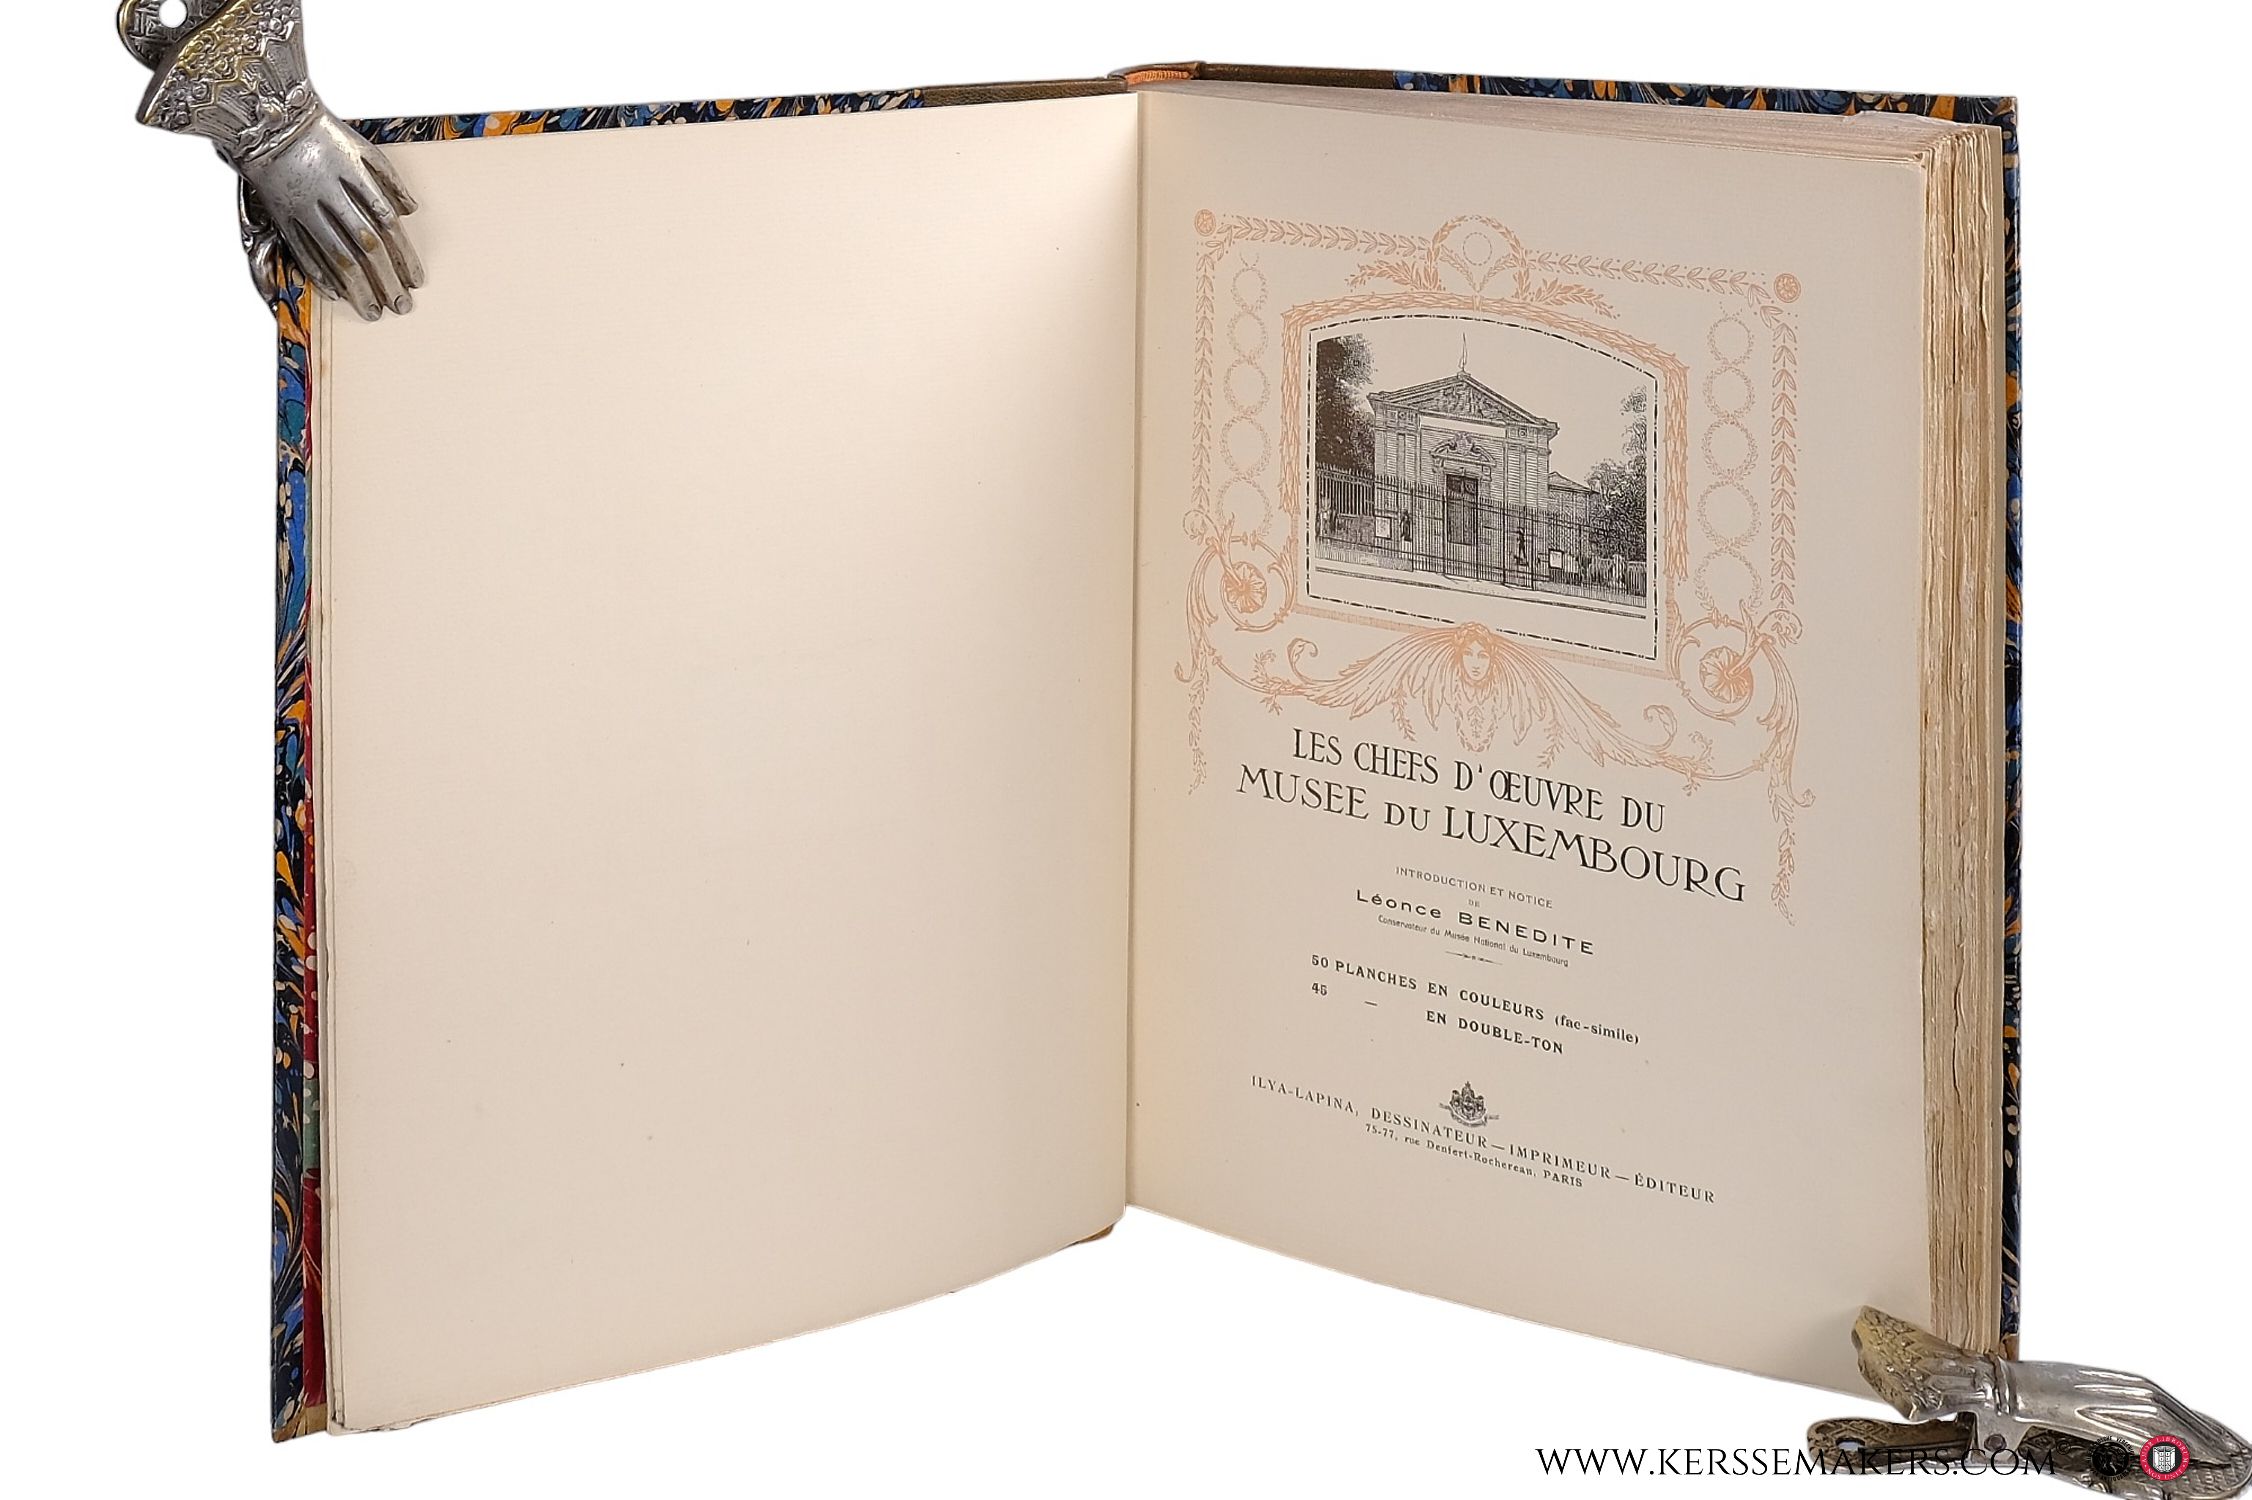 LES CHEFS D'ŒUVRE DU
MUSEE DU LUXEMBOURG
INTRODUCTION ET NOTICE
DE
Léonce BENEDITE
Conservateur du Musée National du Luxembourg
50 PLANCHES EN COULEURS (fac-simile)
45 — EN DOUBLE-TON
ILYA-LAPINA, DESSINATEUR—IMPRIMEUR—ÉDITEUR
75-77, rue Denfert-Rochereau, PARIS
WWW.KERSSEMAKERS.COM©